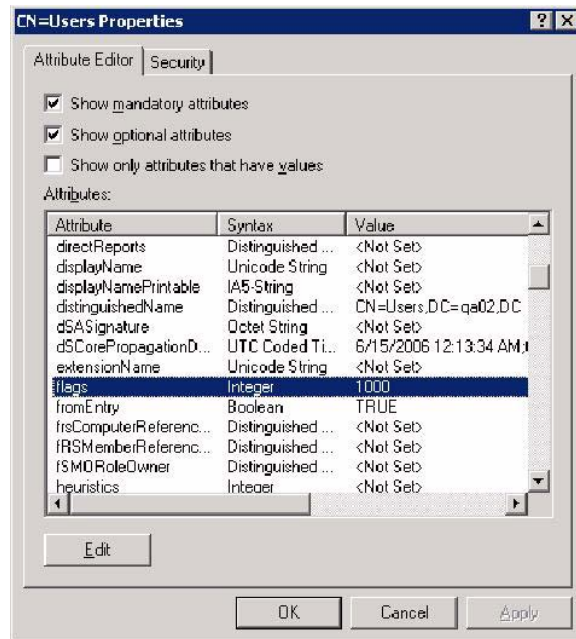 CN=Users Properties
Attribute Editor Security
Show mandatory attributes
Show optional attributes
Show only attributes that have values
Attributes:
Attribute Syntax Value
directReports Distinguished ... <Not Set>
displayName Unicode String <Not Set>
displayNamePrintable IA5-String <Not Set>
distinguishedName Distinguished ... CN=Users,DC=qa02,DC
dSASignature Octet String <Not Set>
dSCorePropagationD... UTC Coded Ti... 6/15/2006 12:13:34 AM;
extensionName Unicode String <Not Set>
flags Integer 1000
fromEntry Boolean TRUE
frsComputerReferenc... Distinguished ... <Not Set>
fRSMemberReferenc... Distinguished ... <Not Set>
fSMORoleOwner Distinguished ... <Not Set>
heuristics Integer <Not Set>
Edit
OK Cancel Apply